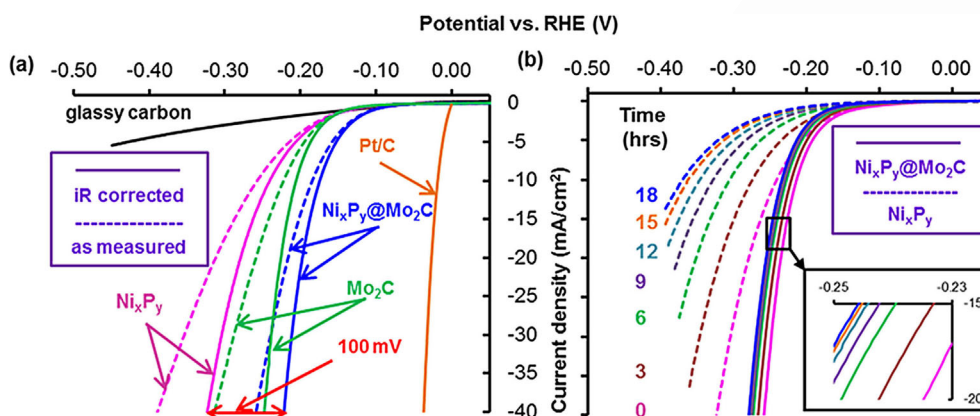 Potential vs. RHE (V)
(a)
-0.50 -0.40 -0.30 -0.20 -0.10 0.00
glassy carbon
iR corrected
as measured
Pt/C
NixPy@Mo2C
Mo2C
NixPy
100 mV
0
-5
-10
-15
-20
-25
-30
-35
-40
Current density (mA/cm²)
(b)
-0.50 -0.40 -0.30 -0.20 -0.10 0.00
Time
(hrs)
18
15
12
9
6
3
0
NixPy@Mo2C
NixPy
-0.25 -0.23
-15
-20